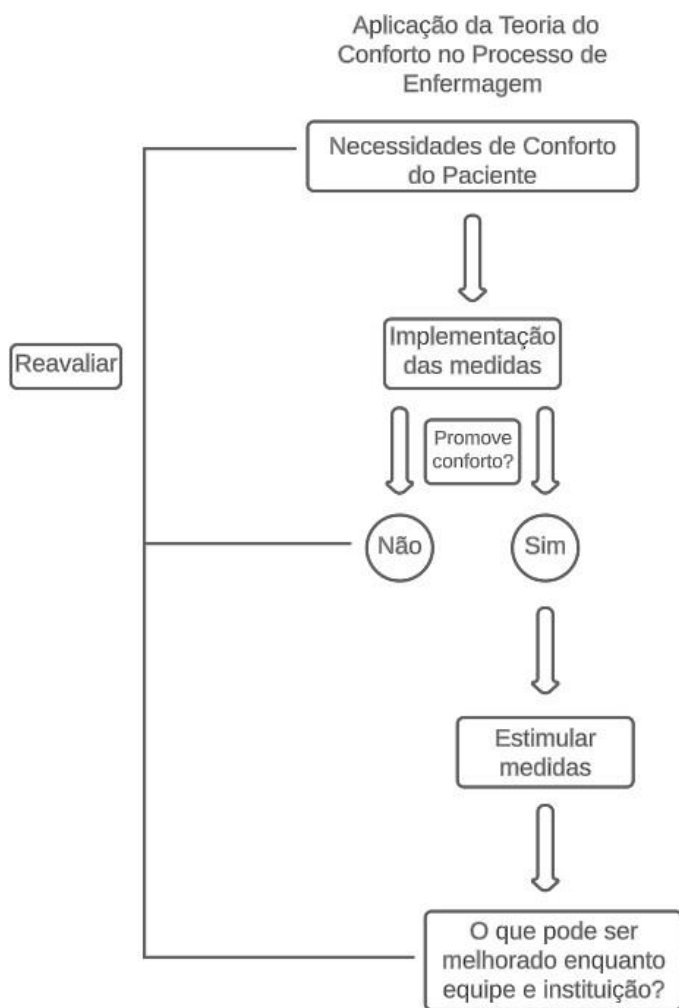 Aplicação da Teoria do
Conforto no Processo de
Enfermagem
Necessidades de Conforto
do Paciente
Implementação
das medidas
Reavaliar
Promove
conforto?
Não
Sim
Estimular
medidas
O que pode ser
melhorado enquanto
equipe e instituição?